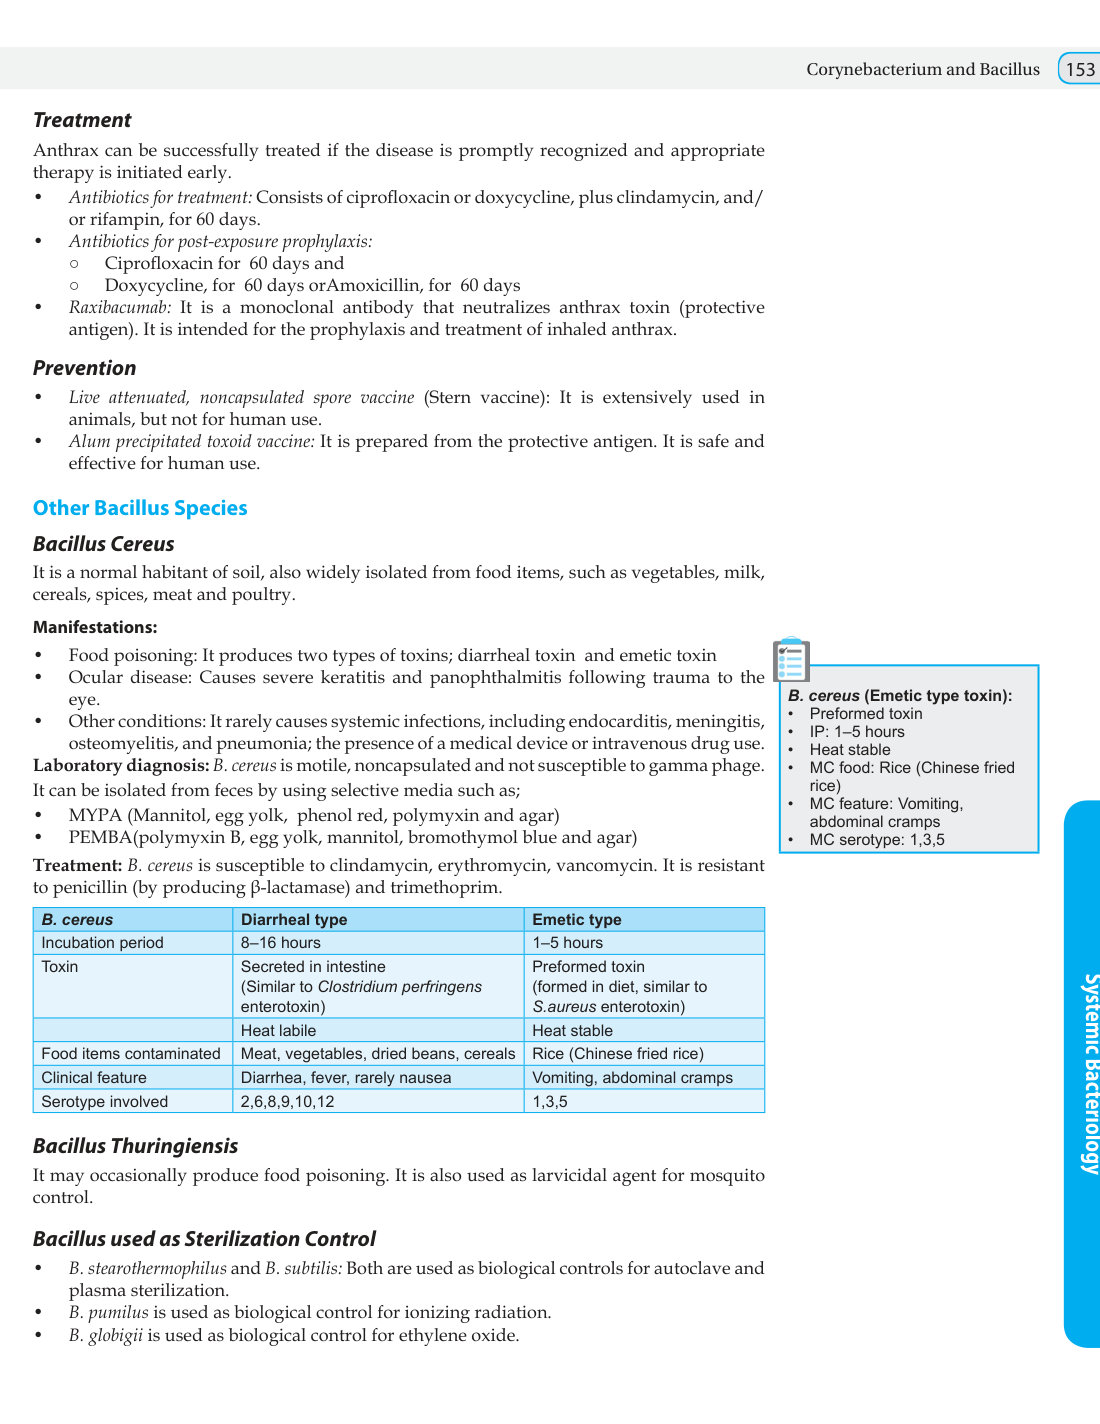 Corynebacterium and Bacillus 153
Treatment
Anthrax can be successfully treated if the disease is promptly recognized and appropriate
therapy is initiated early.
• Antibiotics for treatment: Consists of ciprofloxacin or doxycycline, plus clindamycin, and/
or rifampin, for 60 days.
• Antibiotics for post-exposure prophylaxis:
○ Ciprofloxacin for 60 days and
○ Doxycycline, for 60 days orAmoxicillin, for 60 days
• Raxibacumab: It is a monoclonal antibody that neutralizes anthrax toxin (protective
antigen). It is intended for the prophylaxis and treatment of inhaled anthrax.
Prevention
• Live attenuated, noncapsulated spore vaccine (Stern vaccine): It is extensively used in
animals, but not for human use.
• Alum precipitated toxoid vaccine: It is prepared from the protective antigen. It is safe and
effective for human use.
Other Bacillus Species
Bacillus Cereus
It is a normal habitant of soil, also widely isolated from food items, such as vegetables, milk,
cereals, spices, meat and poultry.
Manifestations:
• Food poisoning: It produces two types of toxins; diarrheal toxin and emetic toxin
• Ocular disease: Causes severe keratitis and panophthalmitis following trauma to the
eye.
• Other conditions: It rarely causes systemic infections, including endocarditis, meningitis,
osteomyelitis, and pneumonia; the presence of a medical device or intravenous drug use.
Laboratory diagnosis: B. cereus is motile, noncapsulated and not susceptible to gamma phage.
It can be isolated from feces by using selective media such as;
• MYPA (Mannitol, egg yolk, phenol red, polymyxin and agar)
• PEMBA(polymyxin B, egg yolk, mannitol, bromothymol blue and agar)
Treatment: B. cereus is susceptible to clindamycin, erythromycin, vancomycin. It is resistant
to penicillin (by producing β-lactamase) and trimethoprim.
B. cereus (Emetic type toxin):
• Preformed toxin
• IP: 1–5 hours
• Heat stable
• MC food: Rice (Chinese fried
rice)
• MC feature: Vomiting,
abdominal cramps
• MC serotype: 1,3,5
B. cereus Diarrheal type Emetic type
Incubation period 8–16 hours 1–5 hours
Toxin Secreted in intestine Preformed toxin
(Similar to Clostridium perfringens (formed in diet, similar to
enterotoxin) S.aureus enterotoxin)
Heat labile Heat stable
Food items contaminated Meat, vegetables, dried beans, cereals Rice (Chinese fried rice)
Clinical feature Diarrhea, fever, rarely nausea Vomiting, abdominal cramps
Serotype involved 2,6,8,9,10,12 1,3,5
Bacillus Thuringiensis
It may occasionally produce food poisoning. It is also used as larvicidal agent for mosquito
control.
Bacillus used as Sterilization Control
• B. stearothermophilus and B. subtilis: Both are used as biological controls for autoclave and
plasma sterilization.
• B. pumilus is used as biological control for ionizing radiation.
• B. globigii is used as biological control for ethylene oxide.
Systemic Bacteriology